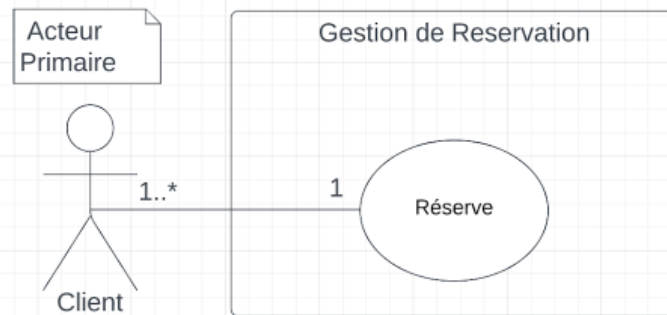 Acteur
Primaire
Gestion de Reservation
1..*
1
Réserve
Client